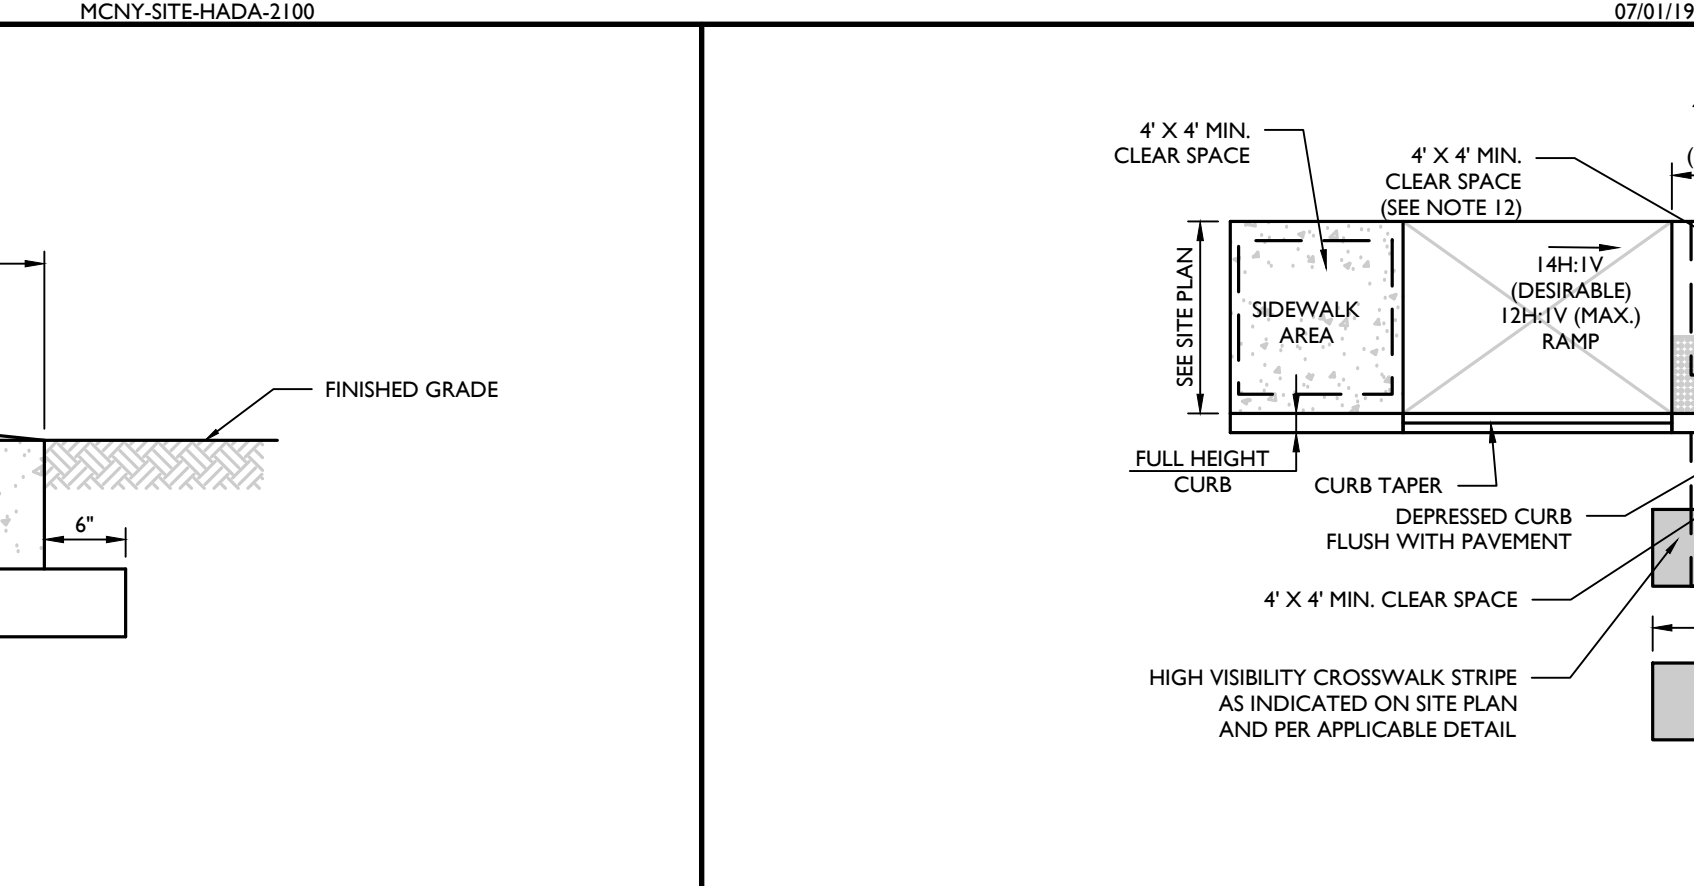 MCNY-SITE-HADA-2100
07/01/19
FINISHED GRADE
6"
4' X 4' MIN.
CLEAR SPACE
4' X 4' MIN.
CLEAR SPACE
(SEE NOTE 12)
(
SEE SITE PLAN
14H:1V
(DESIRABLE)
12H:1V (MAX.)
RAMP
SIDEWALK
AREA
FULL HEIGHT
CURB
CURB TAPER
DEPRESSED CURB
FLUSH WITH PAVEMENT
4' X 4' MIN. CLEAR SPACE
HIGH VISIBILITY CROSSWALK STRIPE
AS INDICATED ON SITE PLAN
AND PER APPLICABLE DETAIL